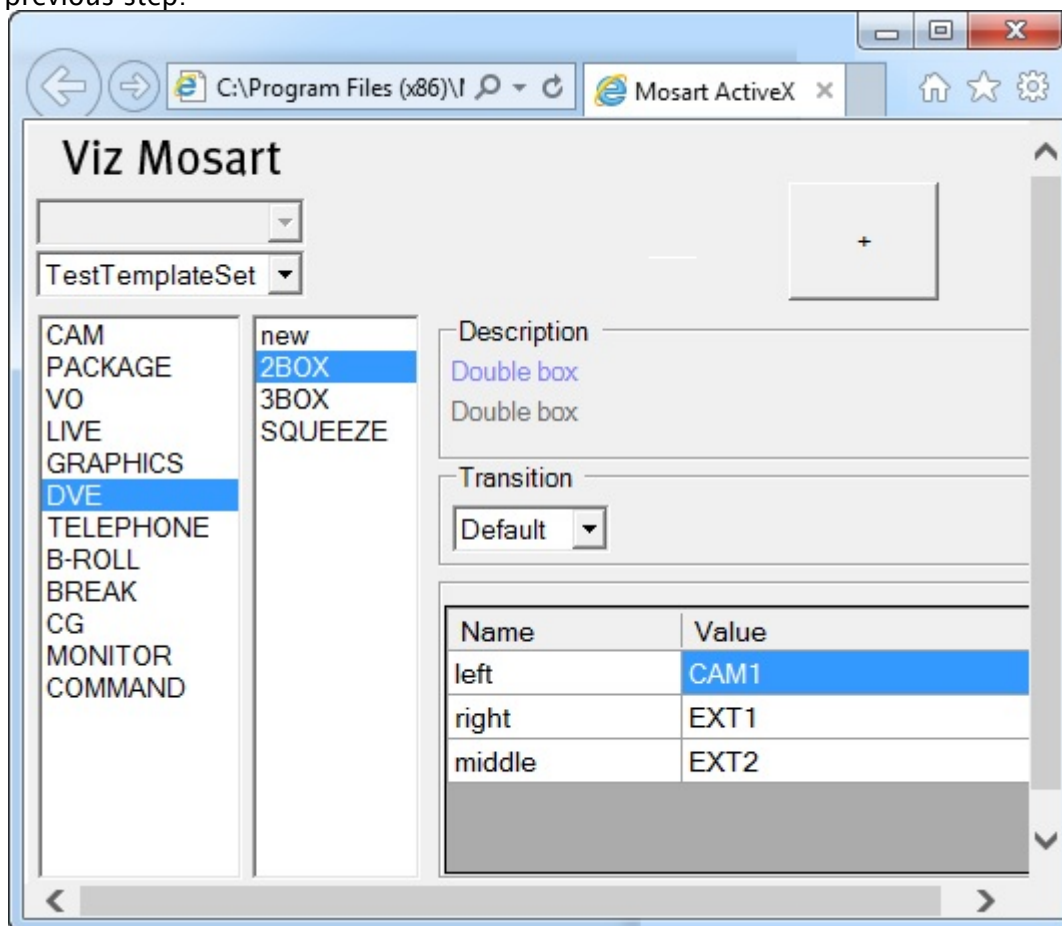 previous step.
C:\Program Files (x86)\
Mosart ActiveX
Viz Mosart
+
TestTemplateSet
CAM
PACKAGE
VO
LIVE
GRAPHICS
DVE
TELEPHONE
B-ROLL
BREAK
CG
MONITOR
COMMAND
new
2BOX
3BOX
SQUEEZE
Description
Double box
Double box
Transition
Default
Name Value
left CAM1
right EXT1
middle EXT2